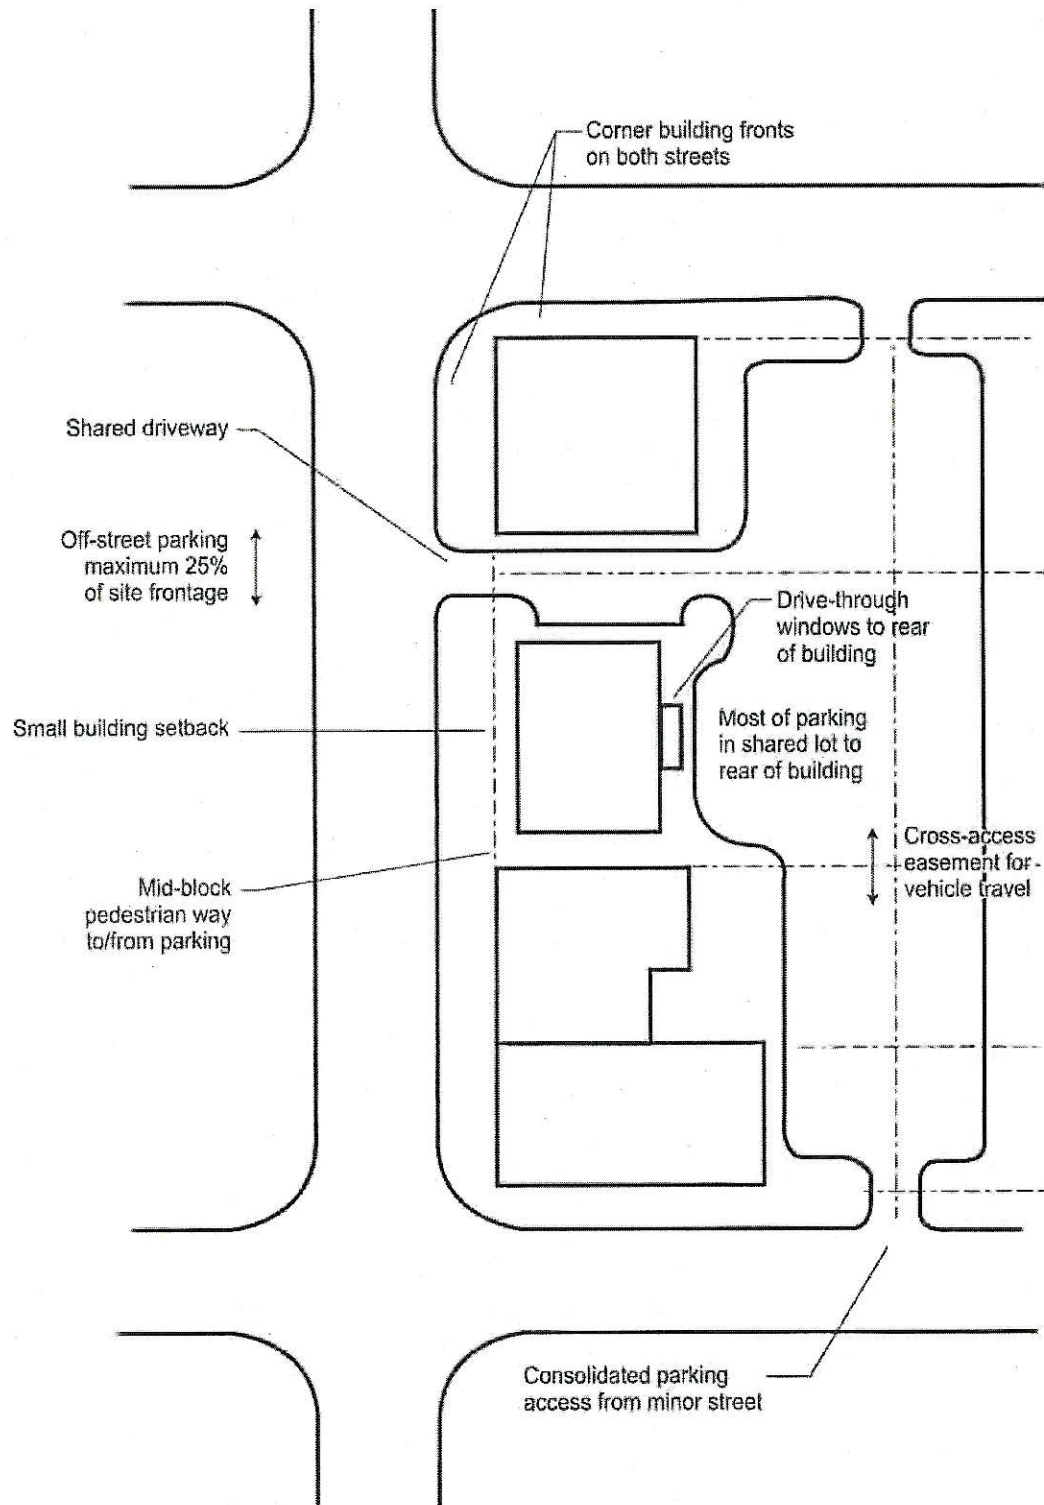 Corner building fronts
on both streets
Shared driveway
Off-street parking
maximum 25%
of site frontage
Drive-through
windows to rear
of building
Small building setback
Most of parking
in shared lot to
rear of building
Cross-access
easement for
vehicle travel
Mid-block
pedestrian way
to/from parking
Consolidated parking
access from minor street